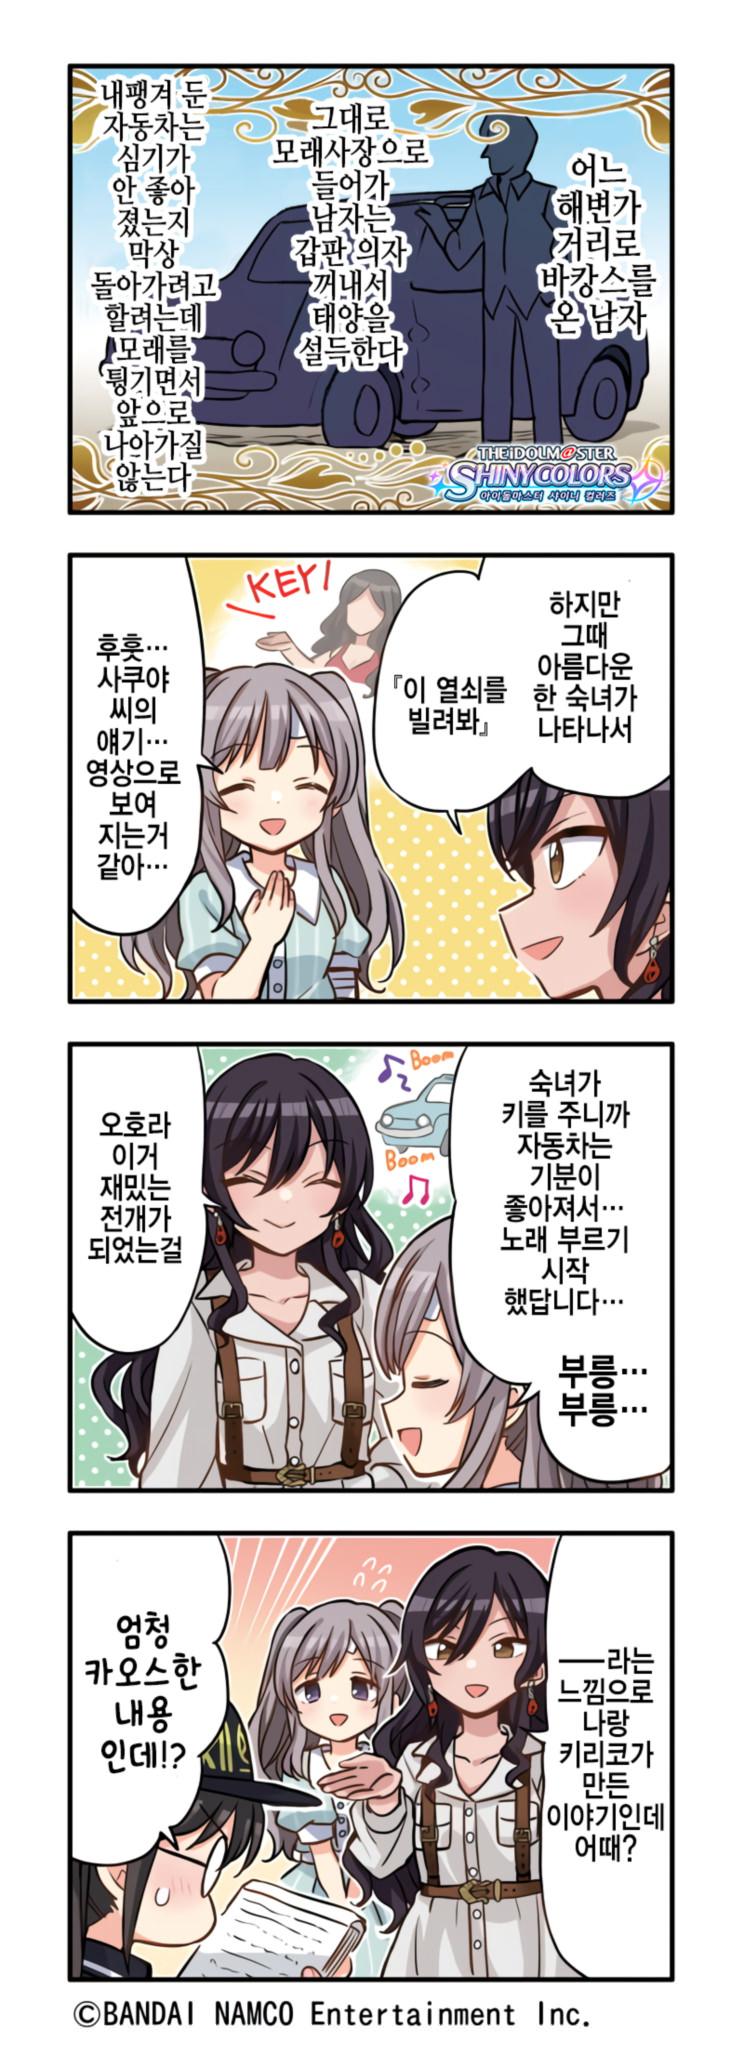 어느
해변가
거리로
바캉스를
온 남자
그대로
모래사장으로
들어가
남자는
갑판 의자
꺼내서
태양을
설득한다
내팽겨 둔
자동차는
심기가
안 좋아
졌는지
막상
돌아가려고
할려는데
모래를
튕기면서
앞으로
나아가질
않는다
THE iDOLM@STER
SHINY COLORS
아이돌마스터 샤이니 컬러즈
하지만
그때
아름다운
한 숙녀가
나타나서
『이 열쇠를
빌려봐』
KEY!
후훗…
사쿠야
씨의
얘기…
영상으로
보여
지는거
같아…
숙녀가
키를 주니까
자동차는
기분이
좋아져서…
노래 부르기
시작
했답니다…
부릉…
부릉…
Boom
Boom
오호라
이거
재밌는
전개가
되었는걸
──라는
느낌으로
나랑
키리코가
만든
이야기인데
어때?
엄청
카오스한
내용
인데!?
©BANDAI NAMCO Entertainment Inc.